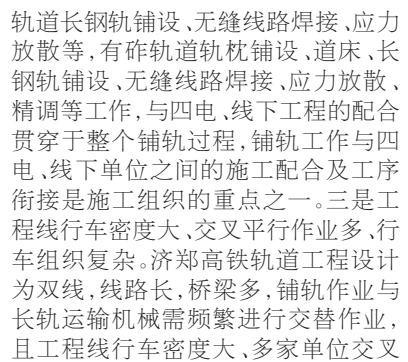 轨道长钢轨铺设、无缝线路焊接、应力
放散等,有砟轨道轨枕铺设、道床、长
钢轨铺设、无缝线路焊接、应力放散、
精调等工作,与四电、线下工程的配合
贯穿于整个铺轨过程,铺轨工作与四
电、线下单位之间的施工配合及工序
衔接是施工组织的重点之一。三是工
程线行车密度大、交叉平行作业多、行
车组织复杂。济郑高铁轨道工程设计
为双线,线路长,桥梁多,铺轨作业与
长轨运输机械需频繁进行交替作业,
且工程线行车密度大、多家单位交叉